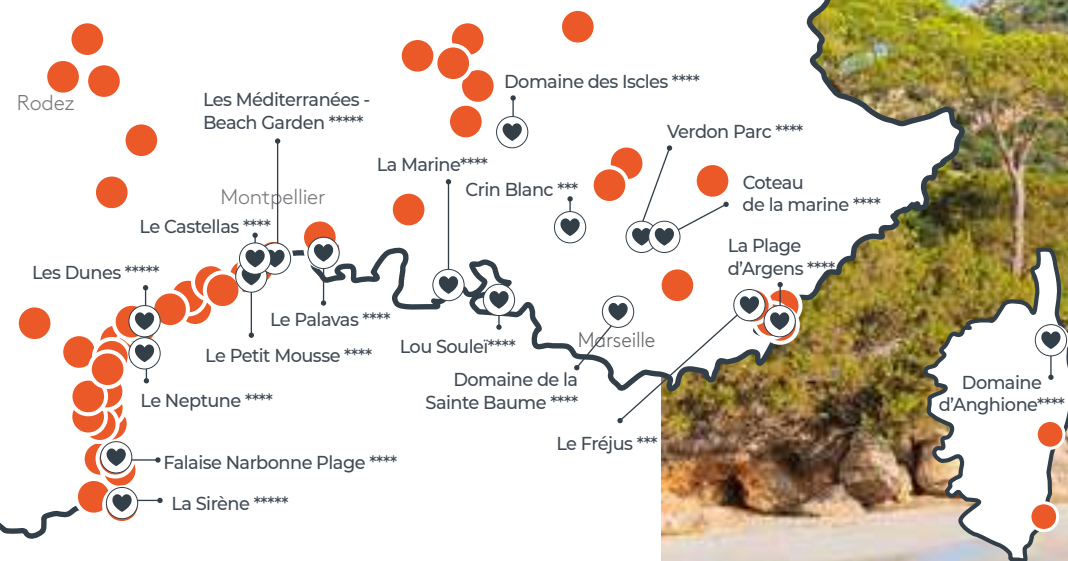 Domaine des Iscles ****
Rodez
Les Méditerranées -
Beach Garden *****
Verdon Parc ****
La Marine****
Crin Blanc ***
Coteau
de la marine ****
Montpellier
Le Castellas ****
La Plage
d'Argens ****
Les Dunes *****
Le Palavas ****
Lou Souleï****
Marseille
Le Petit Mousse ****
Domaine de la
Sainte Baume ****
Domaine
d'Anghione****
Le Neptune ****
Le Fréjus ***
Falaise Narbonne Plage ****
La Sirène *****